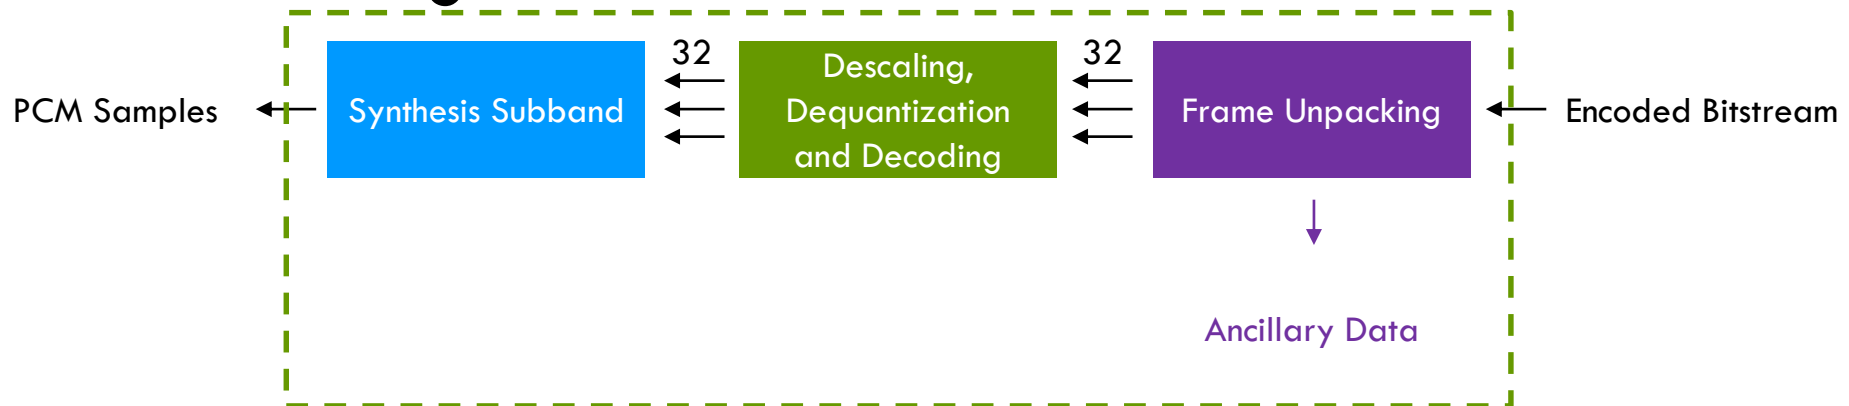 PCM Samples
Synthesis Subband
32
Descaling,
Dequantization
and Decoding
32
Frame Unpacking
Encoded Bitstream
Ancillary Data